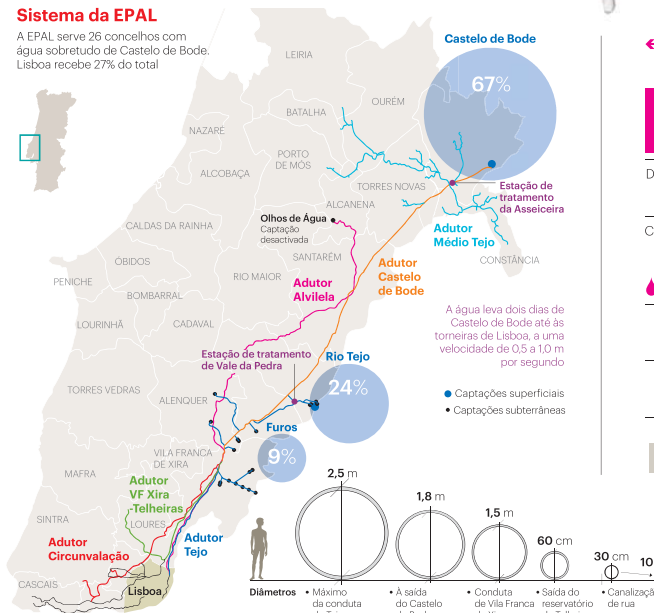 Sistema da EPAL
A EPAL serve 26 concelhos com
água sobretudo de Castelo de Bode.
Lisboa recebe 27% do total
Castelo de Bode
67%
LEIRIA
OURÉM
BATALHA
NAZARÉ
PORTO
DE MÓS
ALCOBAÇA
TORRES NOVAS
Estação de
tratamento
da Asseiceira
ALCANENA
Olhos de Água
Captação
desactivada
CALDAS DA RAINHA
Adutor
Médio Tejo
SANTARÉM
CONSTÂNCIA
ÓBIDOS
Adutor
Castelo
de Bode
RIO MAIOR
PENICHE
Adutor
Alvilela
BOMBARRAL
A água leva dois dias de
Castelo de Bode até às
torneiras de Lisboa, a uma
velocidade de 0,5 a 1,0 m
por segundo
LOURINHÃ
CADAVAL
Estação de tratamento
de Vale da Pedra
Rio Tejo
24%
TORRES VEDRAS
ALENQUER
Captações superficiais
Captações subterrâneas
Furos
9%
VILA FRANCA
DE XIRA
MAFRA
Adutor
VF Xira
-Telheiras
SINTRA
LOURES
Adutor
Circunvalação
Adutor
Tejo
CASCAIS
Lisboa
2,5 m
1,8 m
1,5 m
60 cm
30 cm
10
Diâmetros
• Máximo
da conduta
• À saída
do Castelo
• Conduta
de Vila Franca
• Saída do
reservatório
• Canalizaç
de rua
D
C